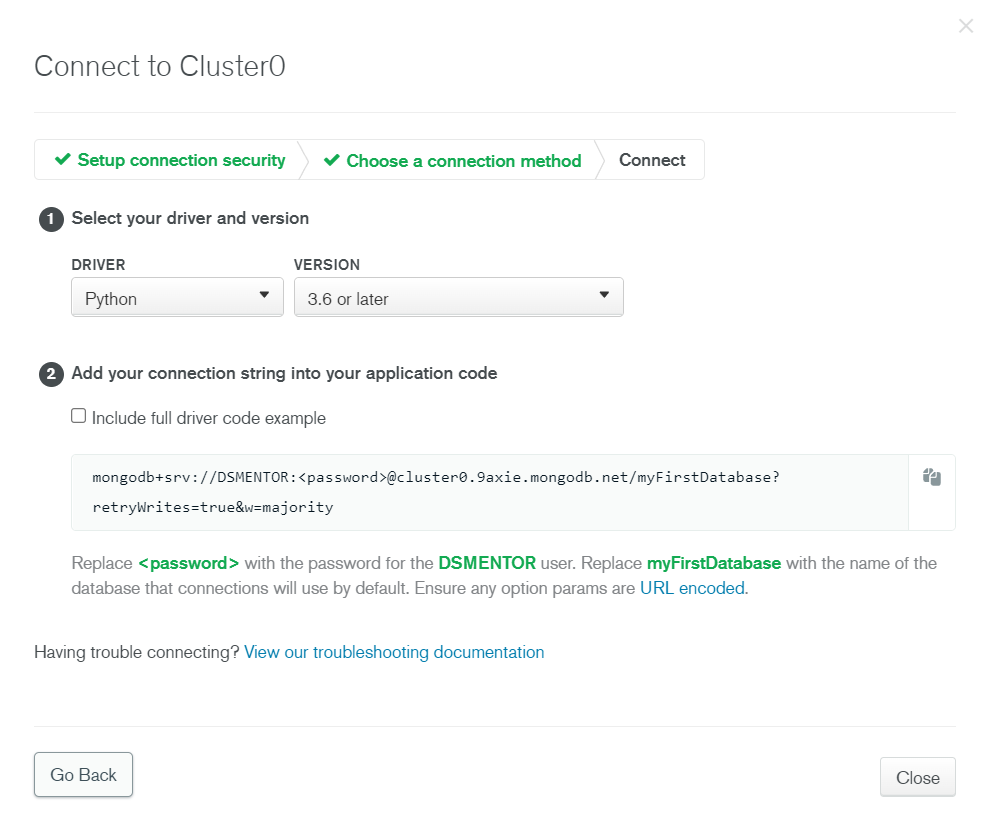 Connect to Cluster0
Setup connection security
Choose a connection method
Connect
1 Select your driver and version
DRIVER
VERSION
Python
3.6 or later
2 Add your connection string into your application code
Include full driver code example
mongodb+srv://DSMENTOR:<password>@cluster0.9axie.mongodb.net/myFirstDatabase?
retryWrites=true&w=majority
Replace <password> with the password for the DSMENTOR user. Replace myFirstDatabase with the name of the
database that connections will use by default. Ensure any option params are URL encoded.
Having trouble connecting? View our troubleshooting documentation
Go Back
Close